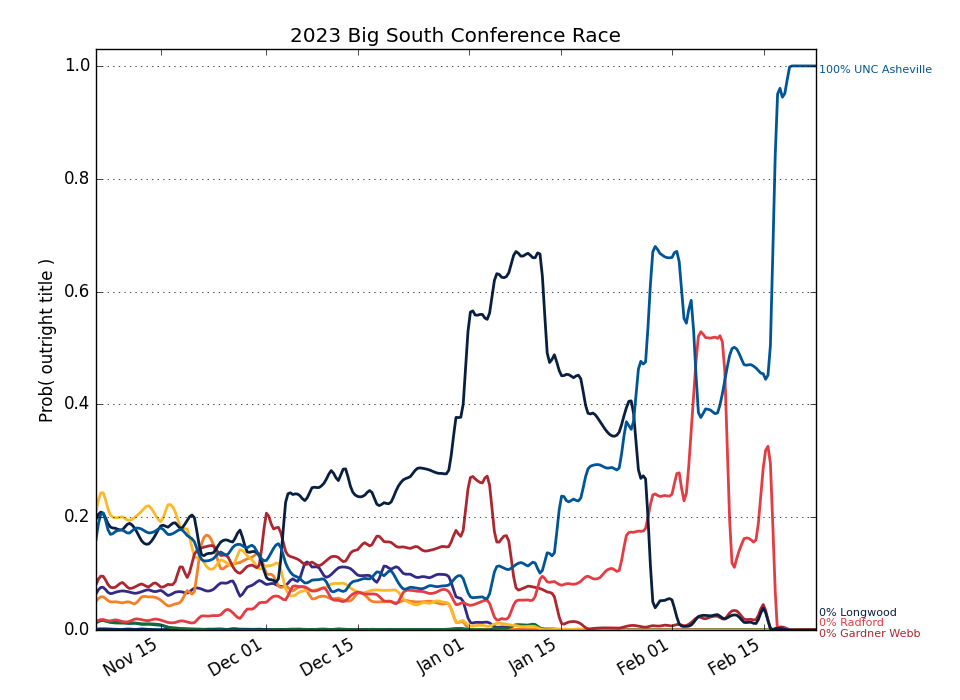 2023 Big South Conference Race
1.0
0.8
0.6
0.4
0.2
0.0
Prob( outright title )
100% UNC Asheville
0% Longwood
0% Radford
0% Gardner Webb
Nov 15
Dec 01
Dec 15
Jan 01
Jan 15
Feb 01
Feb 15